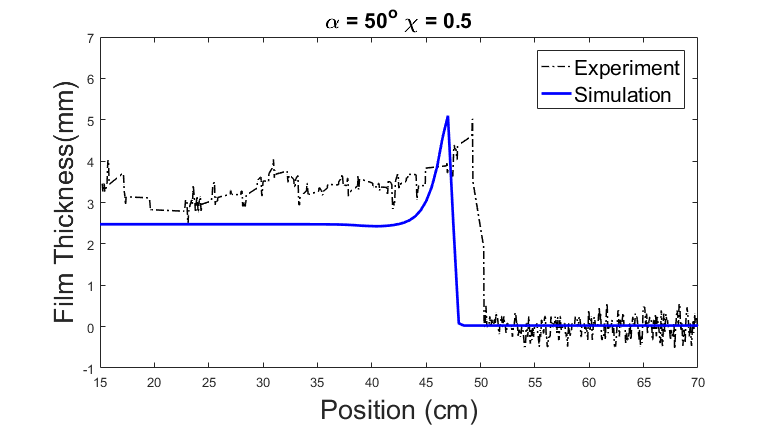 α = 50° χ = 0.5
Experiment
Simulation
Film Thickness(mm)
7
6
5
4
3
2
1
0
-1
15 20 25 30 35 40 45 50 55 60 65 70
Position (cm)